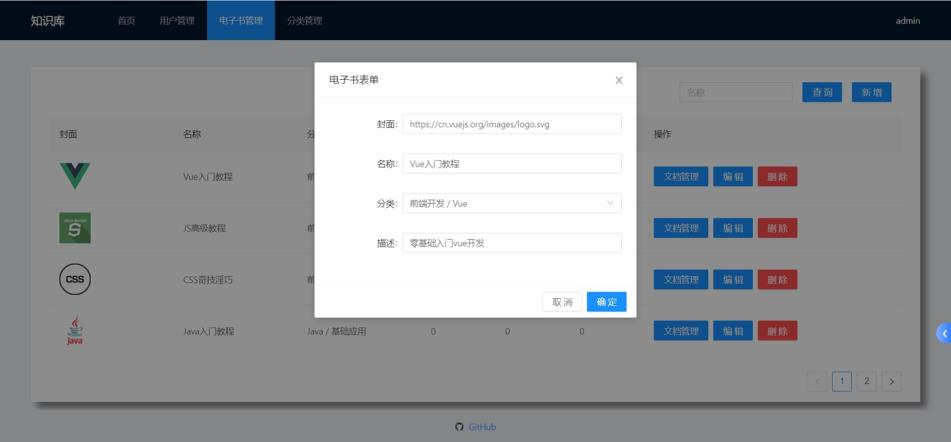 知识库 首页 用户管理 电子书管理 分类管理 admin
电子书表单
名称 查询 新增
封面: https://cn.vuejs.org/images/logo.svg
封面 名称 分 操作
名称: Vue入门教程
Vue入门教程 前 文档管理 编辑 删除
分类: 前端开发 / Vue
JS高级教程 前 文档管理 编辑 删除
描述: 零基础入门vue开发
CSS CSS奇技淫巧 前 文档管理 编辑 删除
取消 确定
Java Java入门教程 Java / 基础应用 0 0 0 文档管理 编辑 删除
1 2
GitHub